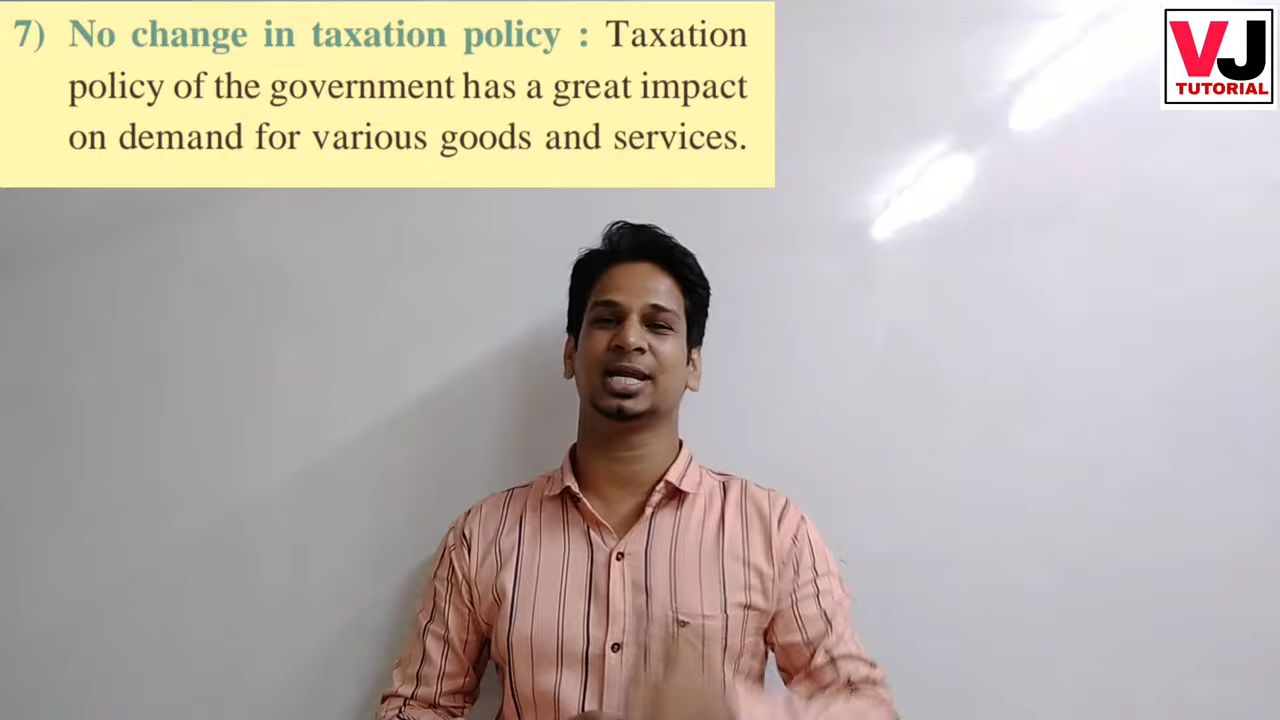 7) No change in taxation policy : Taxation
policy of the government has a great impact
on demand for various goods and services.
VJ
TUTORIAL